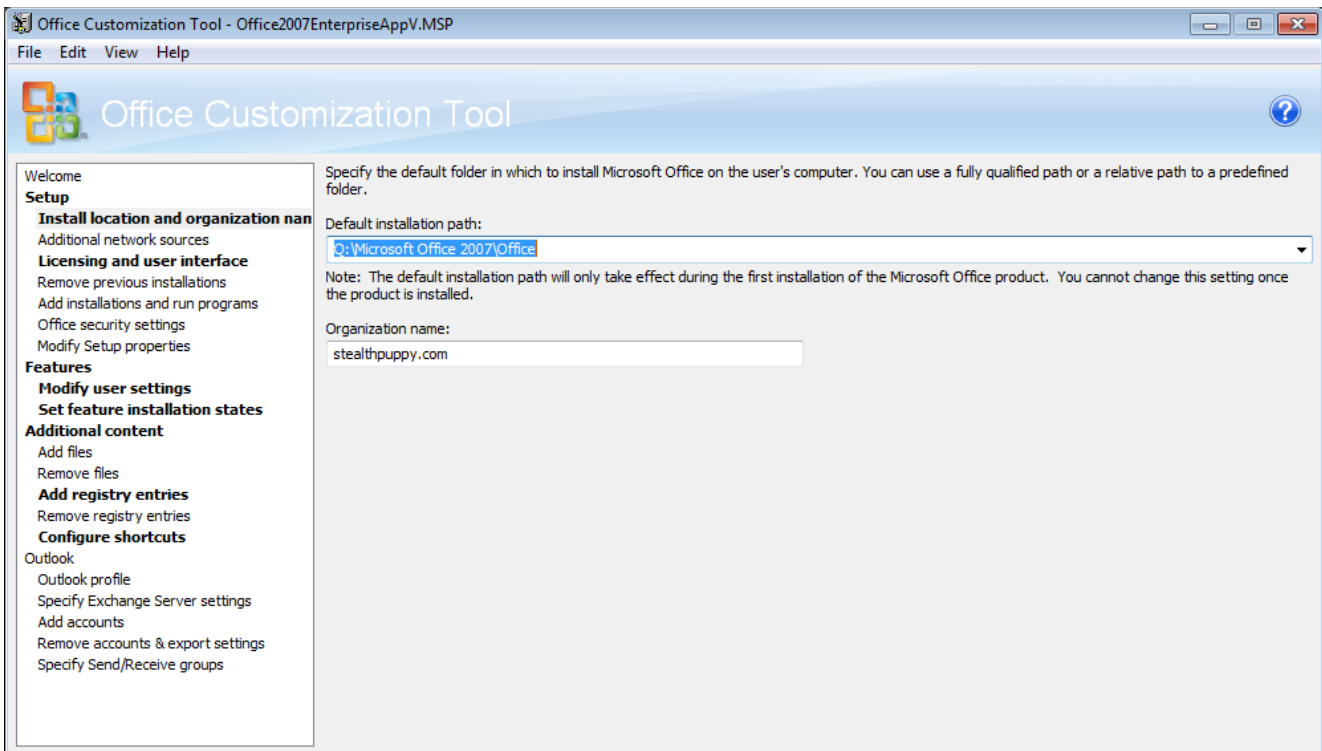 Office Customization Tool - Office2007EnterpriseAppV.MSP
File Edit View Help
Office Customization Tool
?
Welcome
Setup
Install location and organization nan
Additional network sources
Licensing and user interface
Remove previous installations
Add installations and run programs
Office security settings
Modify Setup properties
Features
Modify user settings
Set feature installation states
Additional content
Add files
Remove files
Add registry entries
Remove registry entries
Configure shortcuts
Outlook
Outlook profile
Specify Exchange Server settings
Add accounts
Remove accounts & export settings
Specify Send/Receive groups
Specify the default folder in which to install Microsoft Office on the user's computer. You can use a fully qualified path or a relative path to a predefined
folder.
Default installation path:
Q:\Microsoft Office 2007\Office
Note: The default installation path will only take effect during the first installation of the Microsoft Office product. You cannot change this setting once
the product is installed.
Organization name:
stealthpuppy.com